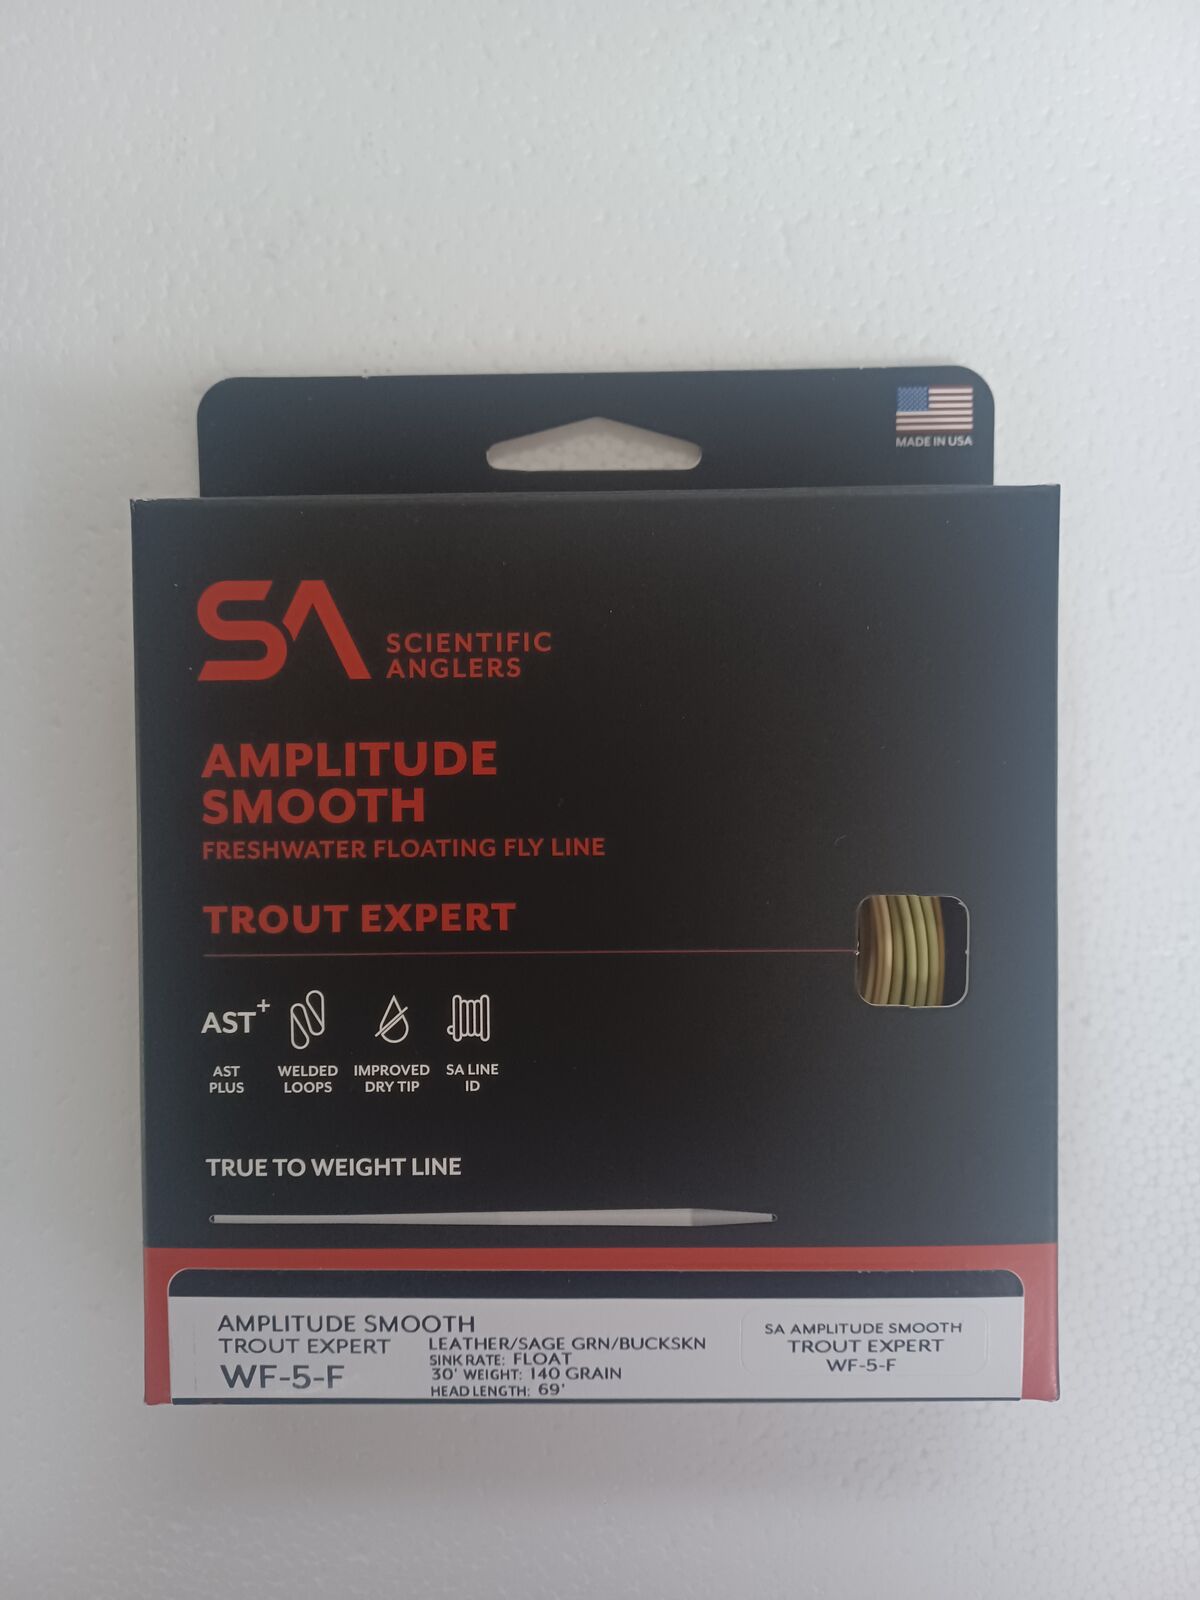 MADE IN USA
SA SCIENTIFIC
ANGLERS
AMPLITUDE
SMOOTH
FRESHWATER FLOATING FLY LINE
TROUT EXPERT
AST+
AST
PLUS
WELDED
LOOPS
IMPROVED
DRY TIP
SA LINE
ID
TRUE TO WEIGHT LINE
AMPLITUDE SMOOTH
TROUT EXPERT
WF-5-F
LEATHER/SAGE GRN/BUCKSKN
SINK RATE: FLOAT
30' WEIGHT: 140 GRAIN
HEAD LENGTH: 69'
SA AMPLITUDE SMOOTH
TROUT EXPERT
WF-5-F